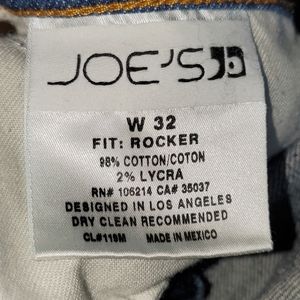 JOE'S
W 32
FIT: ROCKER
98% COTTON/COTON
2% LYCRA
RN# 106214 CA# 35037
DESIGNED IN LOS ANGELES
DRY CLEAN RECOMMENDED
CL#119M MADE IN MEXICO